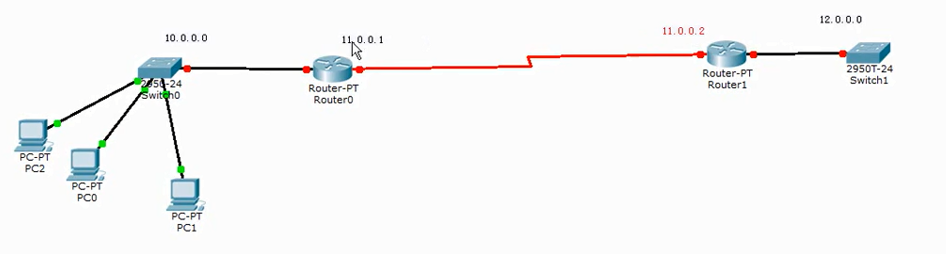 10.0.0.0
11.0.0.1
11.0.0.2
12.0.0.0
2950-24
Switch0
Router-PT
Router0
Router-PT
Router1
2950T-24
Switch1
PC-PT
PC2
PC-PT
PC0
PC-PT
PC1